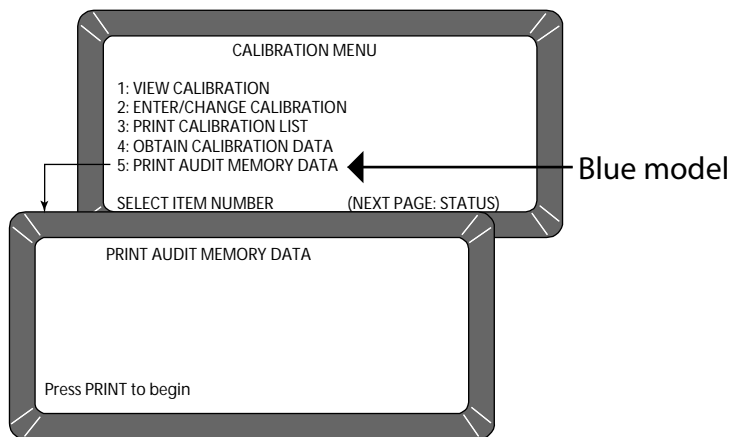 CALIBRATION MENU
1: VIEW CALIBRATION
2: ENTER/CHANGE CALIBRATION
3: PRINT CALIBRATION LIST
4: OBTAIN CALIBRATION DATA
5: PRINT AUDIT MEMORY DATA
Blue model
SELECT ITEM NUMBER (NEXT PAGE: STATUS)
PRINT AUDIT MEMORY DATA
Press PRINT to begin